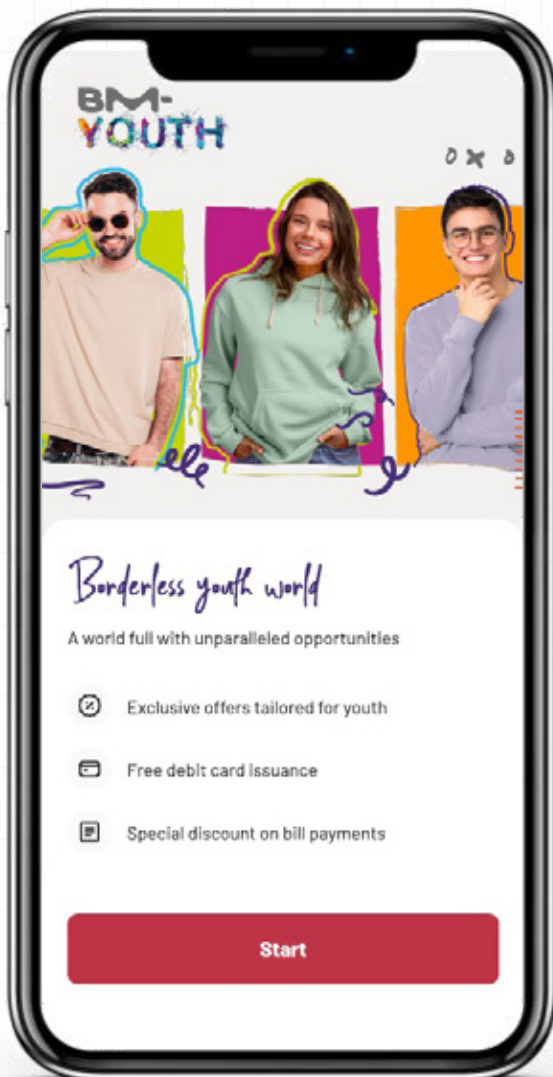 BM-
YOUTH
Borderless youth world
A world full with unparalleled opportunities
Exclusive offers tailored for youth
Free debit card issuance
Special discount on bill payments
Start